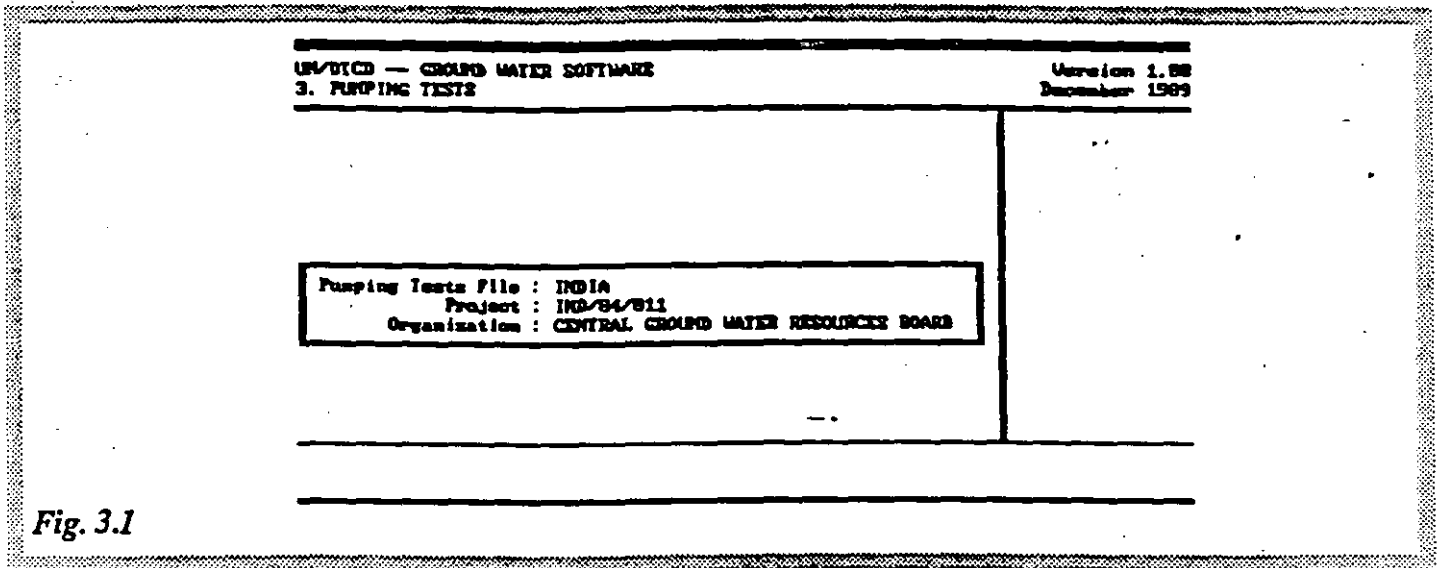 UN/DTCD — GROUND WATER SOFTWARE
Version 1.00
3. PUMPING TESTS
December 1989
Pumping Tests File : INDIA
Project : IND/84/011
Organization : CENTRAL GROUND WATER RESOURCES BOARD
Fig. 3.1